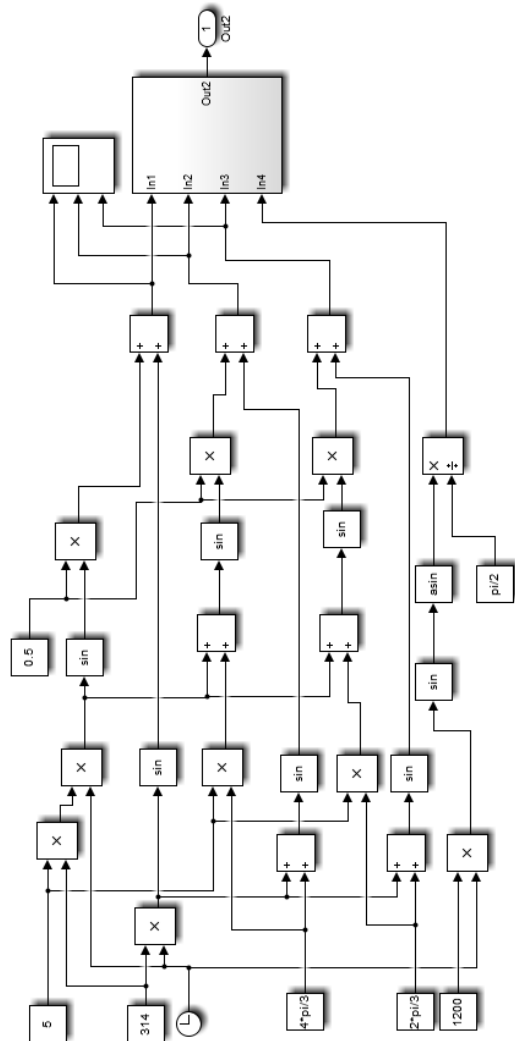 5
314
4*pi/3
2*pi/3
1200
×
×
×
sin
×
+
+
sin
×
+
+
sin
×
0.5
sin
+
+
+
+
sin
×
sin
sin
asin
pi/2
×
×
×
÷
+
+
+
+
+
+
In1
In2
In3
In4
Out2
1
Out2